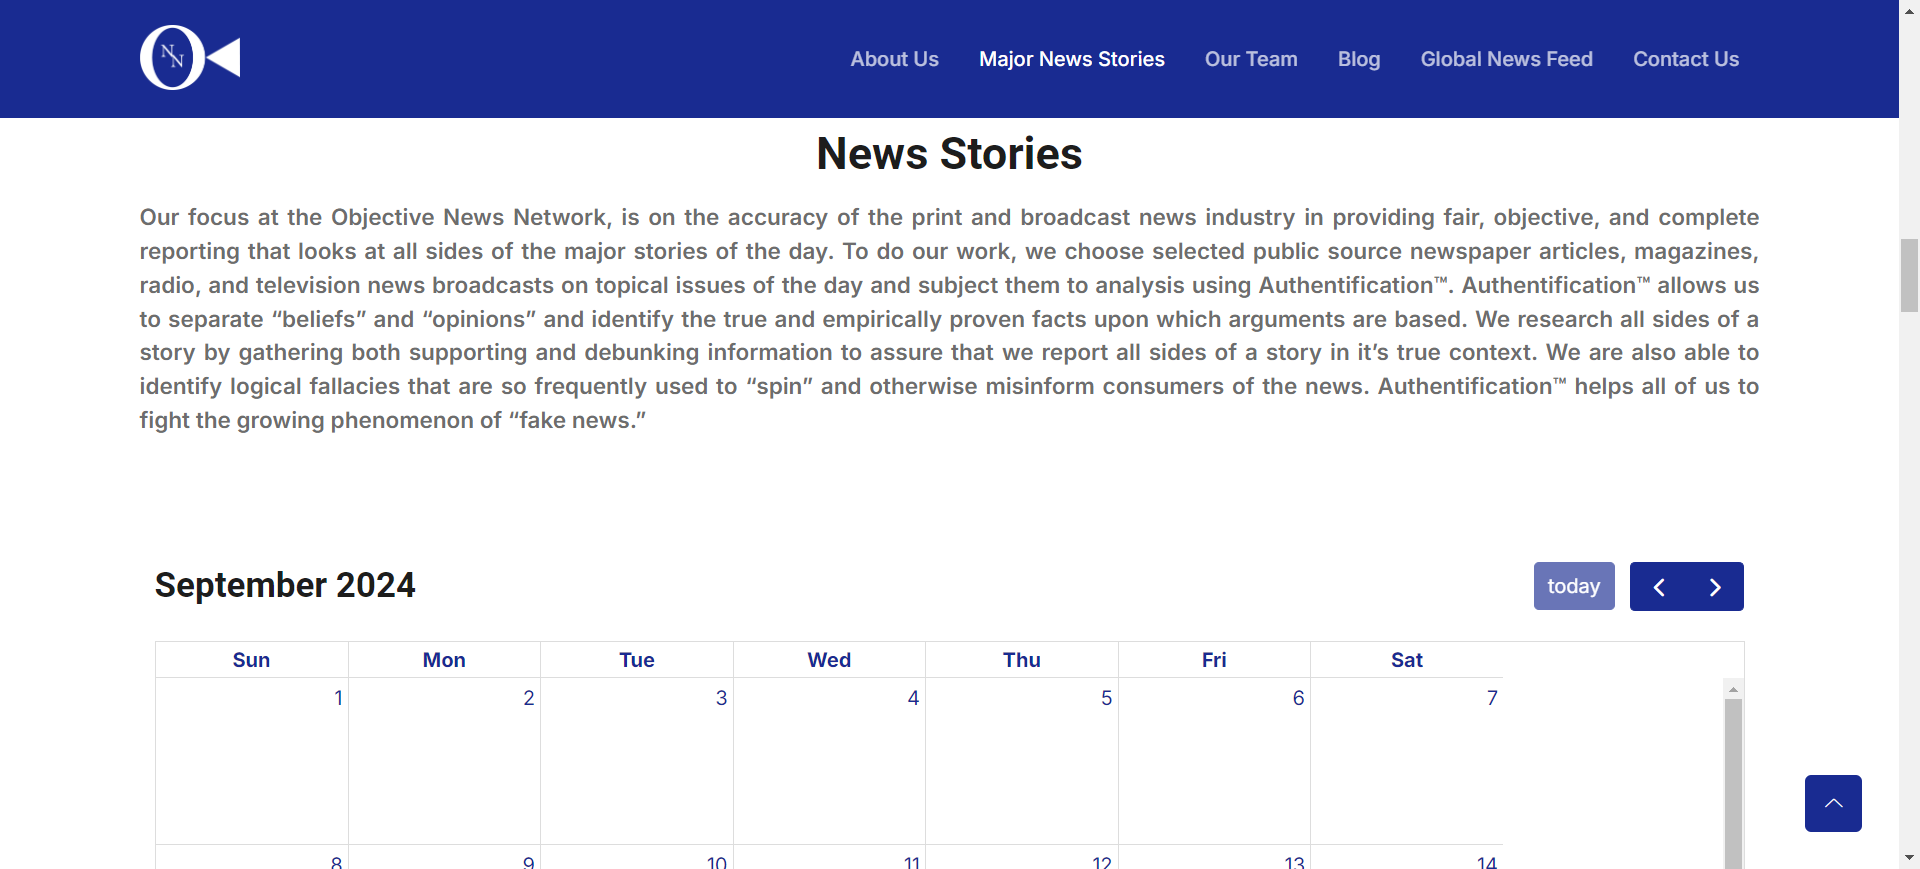 O N N
About Us Major News Stories Our Team Blog Global News Feed Contact Us
News Stories
Our focus at the Objective News Network, is on the accuracy of the print and broadcast news industry in providing fair, objective, and complete
reporting that looks at all sides of the major stories of the day. To do our work, we choose selected public source newspaper articles, magazines,
radio, and television news broadcasts on topical issues of the day and subject them to analysis using Authentification™. Authentification™ allows us
to separate “beliefs” and “opinions” and identify the true and empirically proven facts upon which arguments are based. We research all sides of a
story by gathering both supporting and debunking information to assure that we report all sides of a story in it’s true context. We are also able to
identify logical fallacies that are so frequently used to “spin” and otherwise misinform consumers of the news. Authentification™ helps all of us to
fight the growing phenomenon of “fake news.”
September 2024 today
Sun Mon Tue Wed Thu Fri Sat
1 2 3 4 5 6 7
8 9 10 11 12 13 14